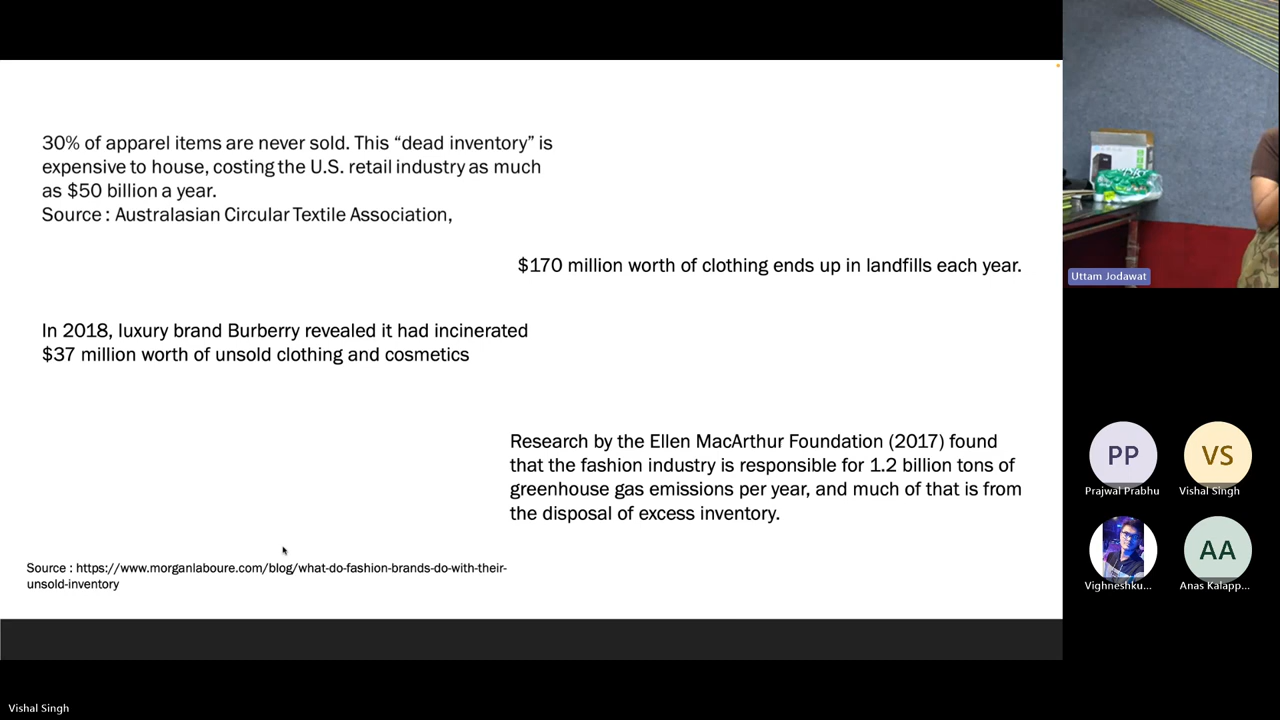 30% of apparel items are never sold. This “dead inventory” is
expensive to house, costing the U.S. retail industry as much
as $50 billion a year.
Source : Australasian Circular Textile Association,
$170 million worth of clothing ends up in landfills each year.
In 2018, luxury brand Burberry revealed it had incinerated
$37 million worth of unsold clothing and cosmetics
Research by the Ellen MacArthur Foundation (2017) found
that the fashion industry is responsible for 1.2 billion tons of
greenhouse gas emissions per year, and much of that is from
the disposal of excess inventory.
Source : https://www.morganlaboure.com/blog/what-do-fashion-brands-do-with-their-
unsold-inventory
Uttam Jodawat
PP
Prajwal Prabhu
VS
Vishal Singh
Vighneshku...
AA
Anas Kalapp...
Vishal Singh